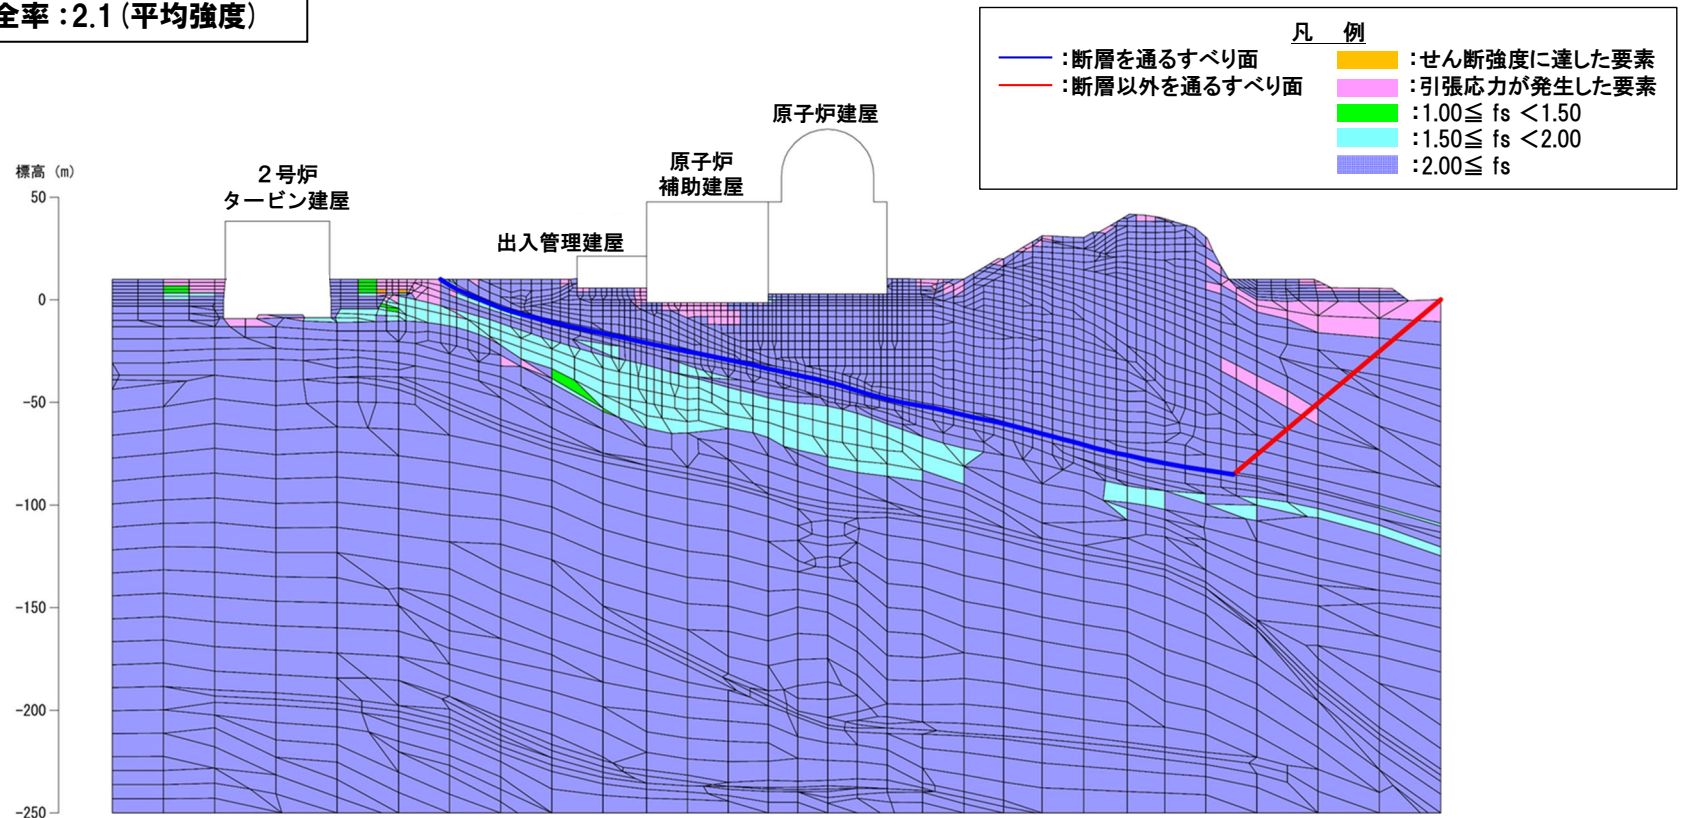 全率：2.1（平均強度）
凡　例
：断層を通るすべり面
：断層以外を通るすべり面
：せん断強度に達した要素
：引張応力が発生した要素
：1.00≦ fs ＜1.50
：1.50≦ fs ＜2.00
：2.00≦ fs
原子炉建屋
原子炉
補助建屋
２号炉
タービン建屋
出入管理建屋
標高（m）
50
0
-50
-100
-150
-200
-250